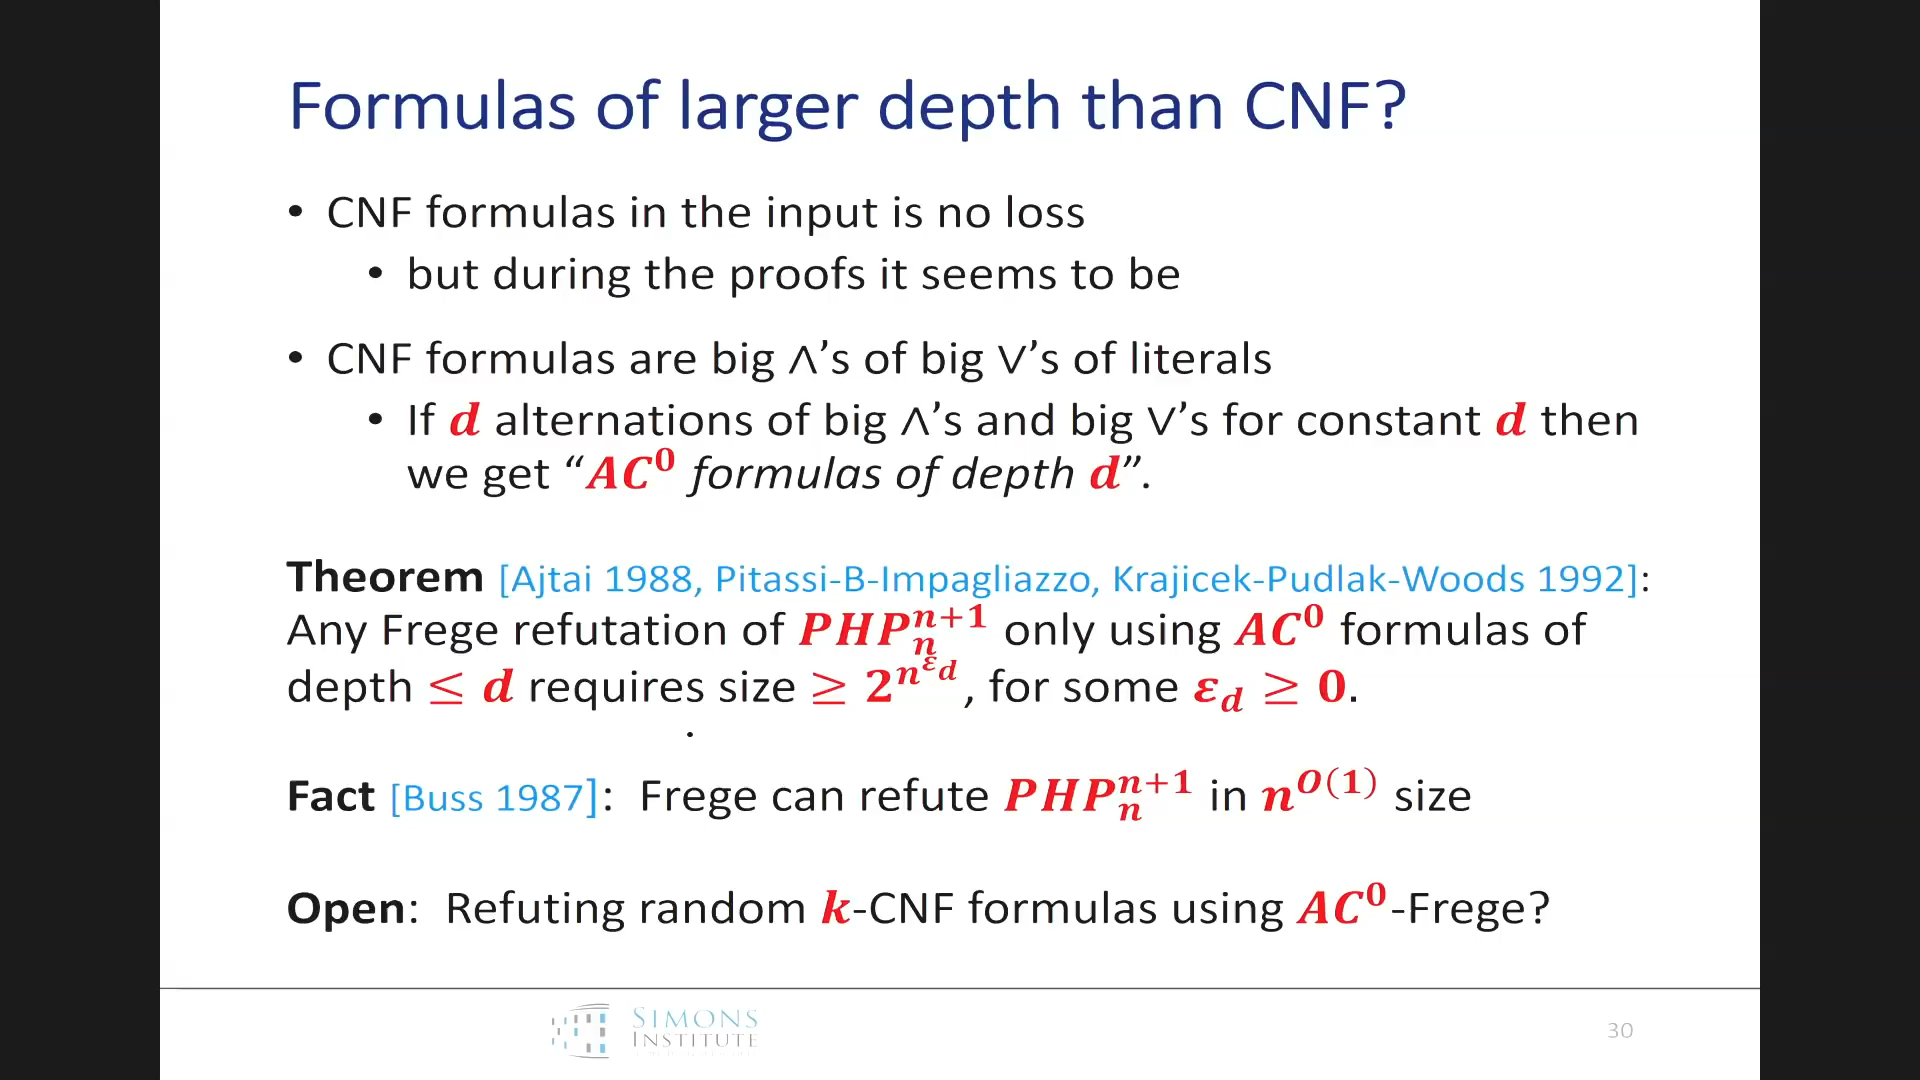 Formulas of larger depth than CNF?
• CNF formulas in the input is no loss
• but during the proofs it seems to be
• CNF formulas are big ∧’s of big ∨’s of literals
• If d alternations of big ∧’s and big ∨’s for constant d then
we get “AC⁰ formulas of depth d”.
Theorem [Ajtai 1988, Pitassi-B-Impagliazzo, Krajicek-Pudlak-Woods 1992]:
Any Frege refutation of PHP_n^{n+1} only using AC⁰ formulas of
depth ≤ d requires size ≥ 2^{n^{ε_d}}, for some ε_d ≥ 0.
Fact [Buss 1987]: Frege can refute PHP_n^{n+1} in n^{O(1)} size
Open: Refuting random k-CNF formulas using AC⁰-Frege?
SIMONS
INSTITUTE
30